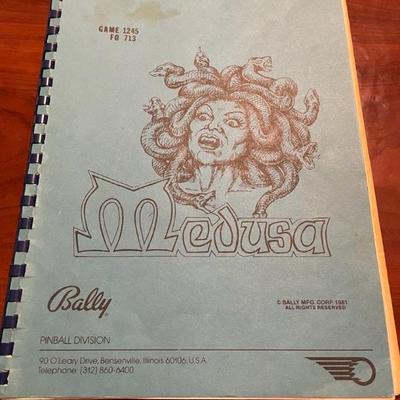 GAME 1245
FO 713
Medusa
Bally
© BALLY MFG. CORP. 1981
ALL RIGHTS RESERVED
PINBALL DIVISION
90 O'Leary Drive, Bensenville, Illinois 60106, U.S.A.
Telephone: (312) 860-6400